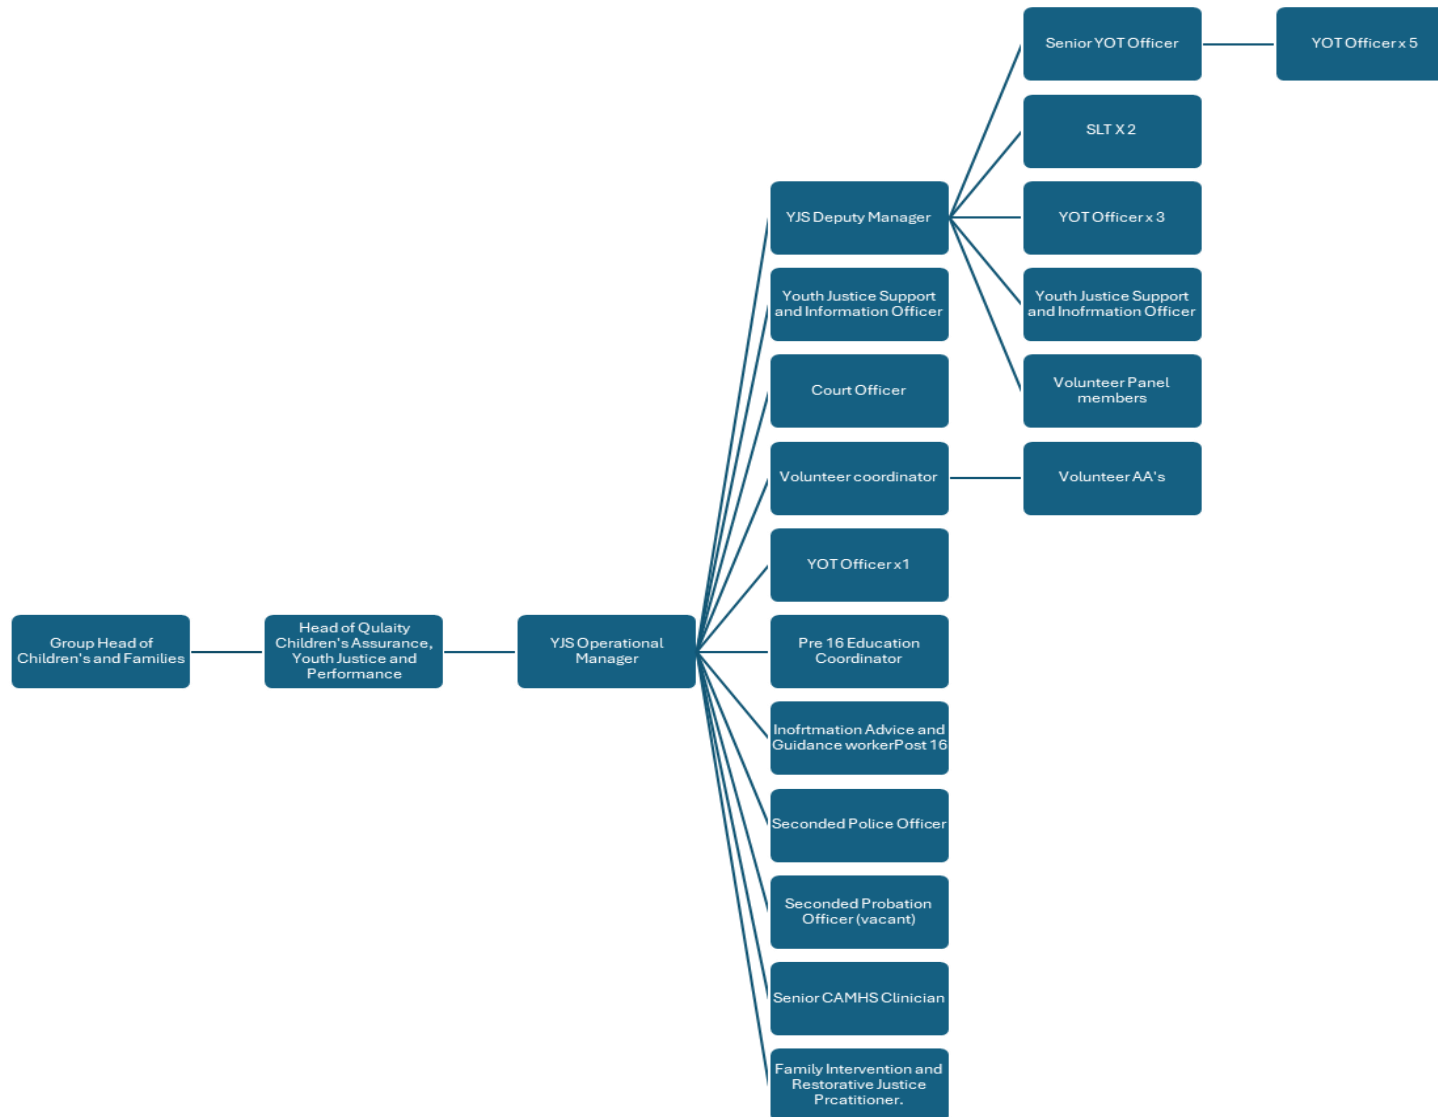 Group Head of
Children's and Families
Head of Qulaity
Children's Assurance,
Youth Justice and
Performance
YJS Operational
Manager
YJS Deputy Manager
Senior YOT Officer
YOT Officer x 5
SLT X 2
YOT Officer x 3
Youth Justice Support
and Inofrmation Officer
Volunteer Panel
members
Youth Justice Support
and Information Officer
Court Officer
Volunteer coordinator
Volunteer AA's
YOT Officer x1
Pre 16 Education
Coordinator
Inofrtmation Advice and
Guidance workerPost 16
Seconded Police Officer
Seconded Probation
Officer (vacant)
Senior CAMHS Clinician
Family Intervention and
Restorative Justice
Prcatitioner.